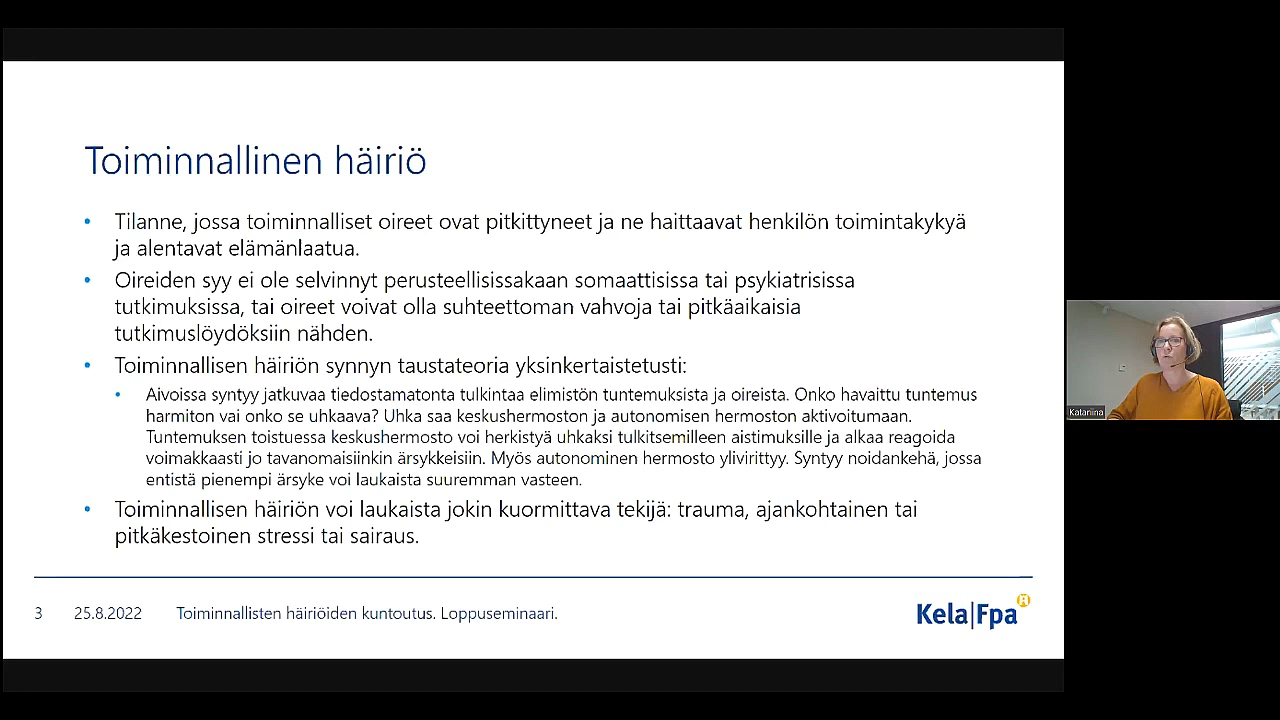 Toiminnallinen häiriö
• Tilanne, jossa toiminnalliset oireet ovat pitkittyneet ja ne haittaavat henkilön toimintakykyä
ja alentavat elämänlaatua.
• Oireiden syy ei ole selvinnyt perusteellisissakaan somaattisissa tai psykiatrisissa
tutkimuksissa, tai oireet voivat olla suhteettoman vahvoja tai pitkäaikaisia
tutkimuslöydöksiin nähden.
• Toiminnallisen häiriön synnyn taustateoria yksinkertaistetusti:
• Aivoissa syntyy jatkuvaa tiedostamatonta tulkintaa elimistön tuntemuksista ja oireista. Onko havaittu tuntemus
harmiton vai onko se uhkaava? Uhka saa keskushermoston ja autonomisen hermoston aktivoitumaan.
Tuntemuksen toistuessa keskushermosto voi herkistyä uhkaksi tulkitsemilleen aistimuksille ja alkaa reagoida
voimakkaasti jo tavanomaisiinkin ärsykkeisiin. Myös autonominen hermosto ylivirittyy. Syntyy noidankehä, jossa
entistä pienempi ärsyke voi laukaista suuremman vasteen.
• Toiminnallisen häiriön voi laukaista jokin kuormittava tekijä: trauma, ajankohtainen tai
pitkäkestoinen stressi tai sairaus.
3 25.8.2022 Toiminnallisten häiriöiden kuntoutus. Loppuseminaari.
Kela|Fpa
Katariina